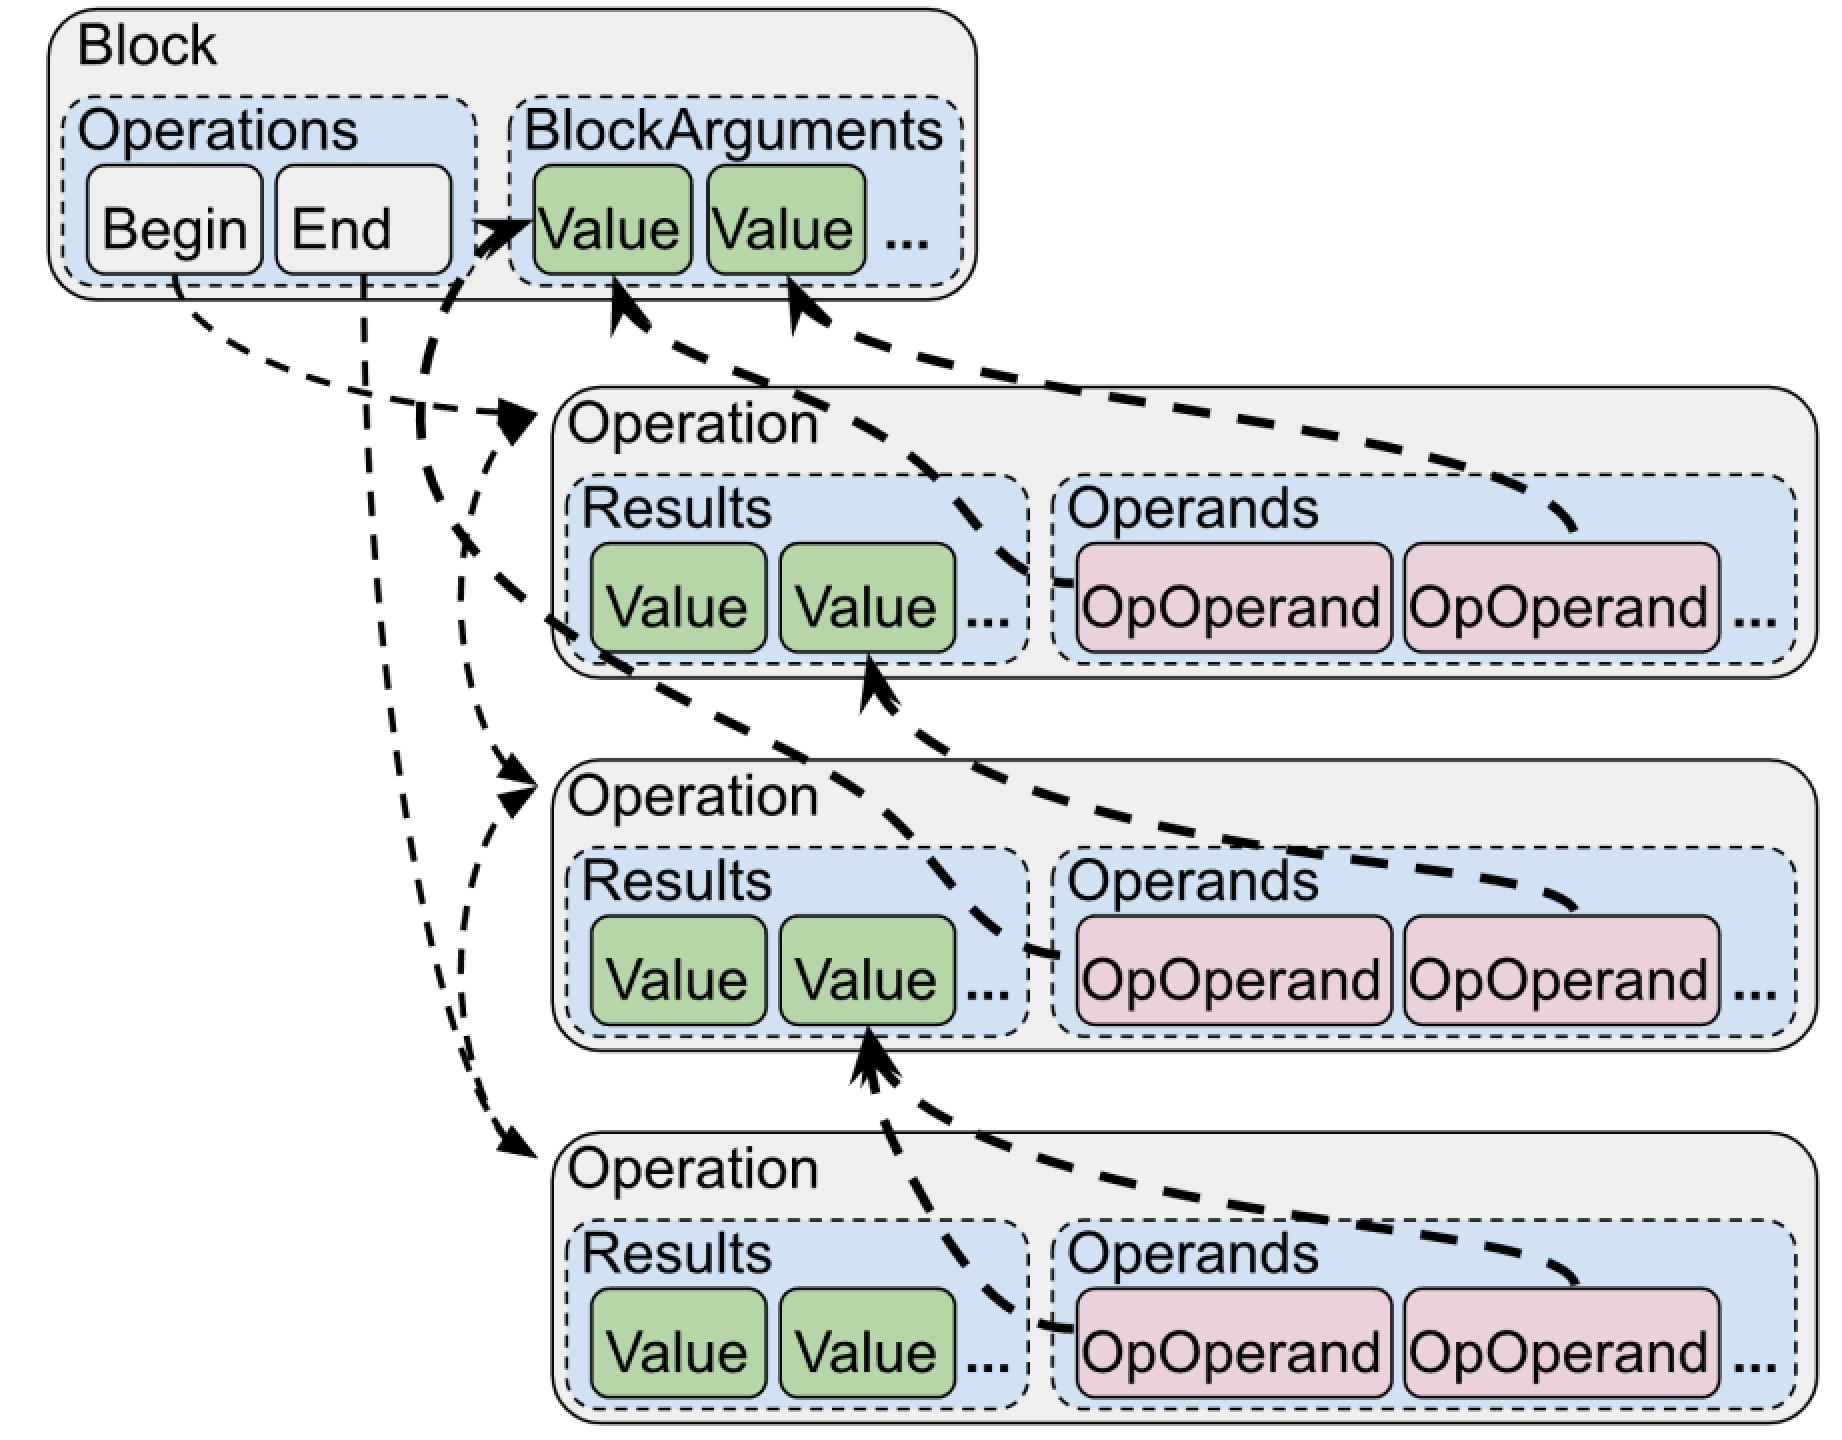 Block
Operations BlockArguments
Begin End Value Value ...
Operation
Results Operands
Value Value ... OpOperand OpOperand ...
Operation
Results Operands
Value Value ... OpOperand OpOperand ...
Operation
Results Operands
Value Value ... OpOperand OpOperand ...